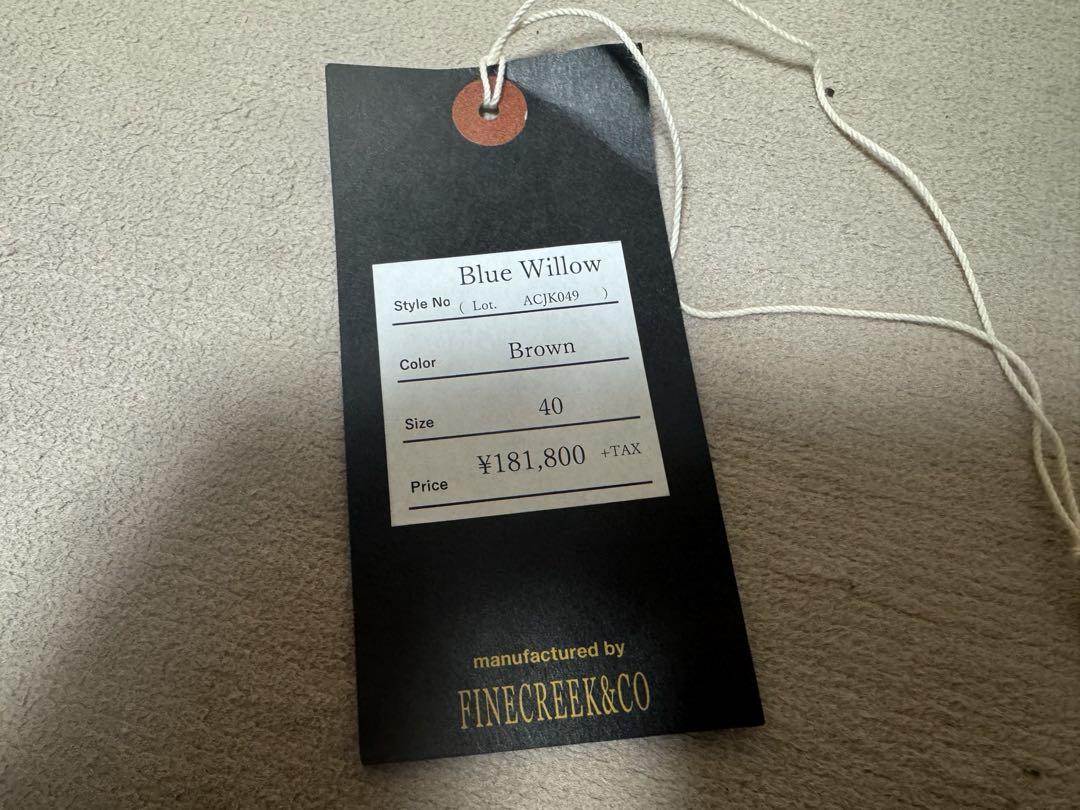 Blue Willow
Style No ( Lot. ACJK049 )
Color Brown
Size 40
Price ¥181,800 +TAX
manufactured by
FINECREEK&CO